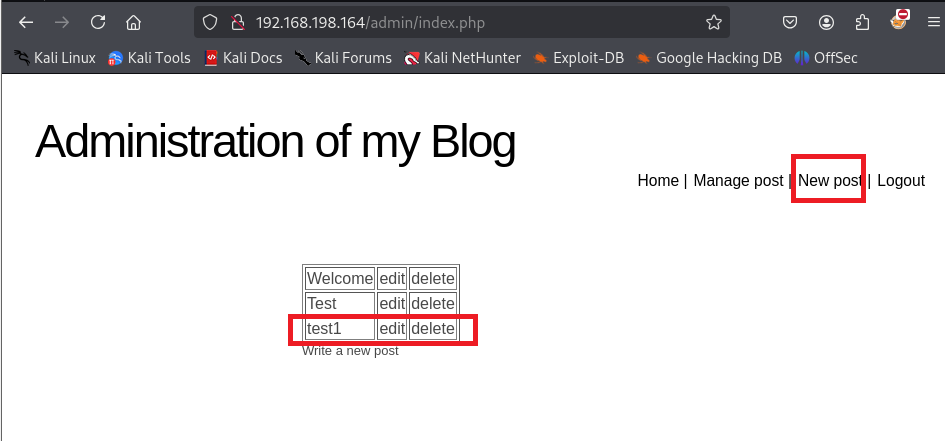 192.168.198.164/admin/index.php
Kali Linux Kali Tools Kali Docs Kali Forums Kali NetHunter Exploit-DB Google Hacking DB OffSec
Administration of my Blog
Home | Manage post | New post | Logout
Welcome edit delete
Test edit delete
test1 edit delete
Write a new post